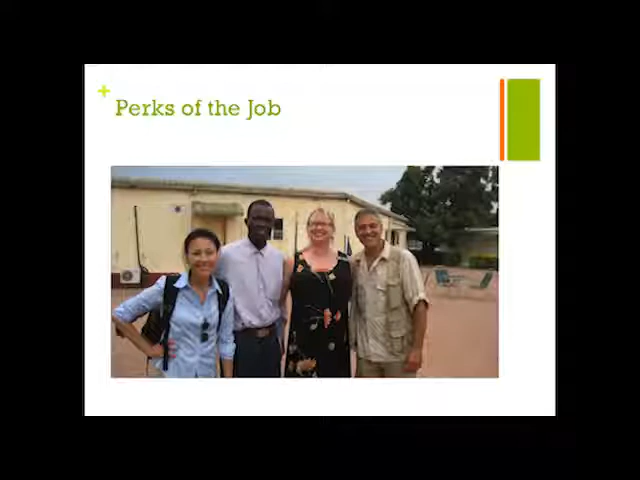 +
Perks of the Job